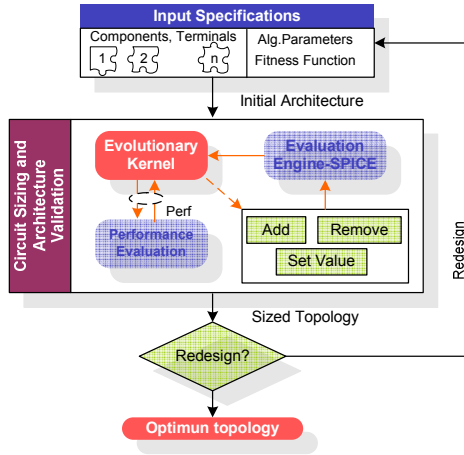 Input Specifications
Components, Terminals
1 2 n
Alg.Parameters
Fitness Function
Initial Architecture
Circuit Sizing and
Architecture
Validation
Evolutionary
Kernel
Evaluation
Engine-SPICE
Perf
Performance
Evaluation
Add
Remove
Set Value
Redesign
Sized Topology
Redesign?
Optimun topology